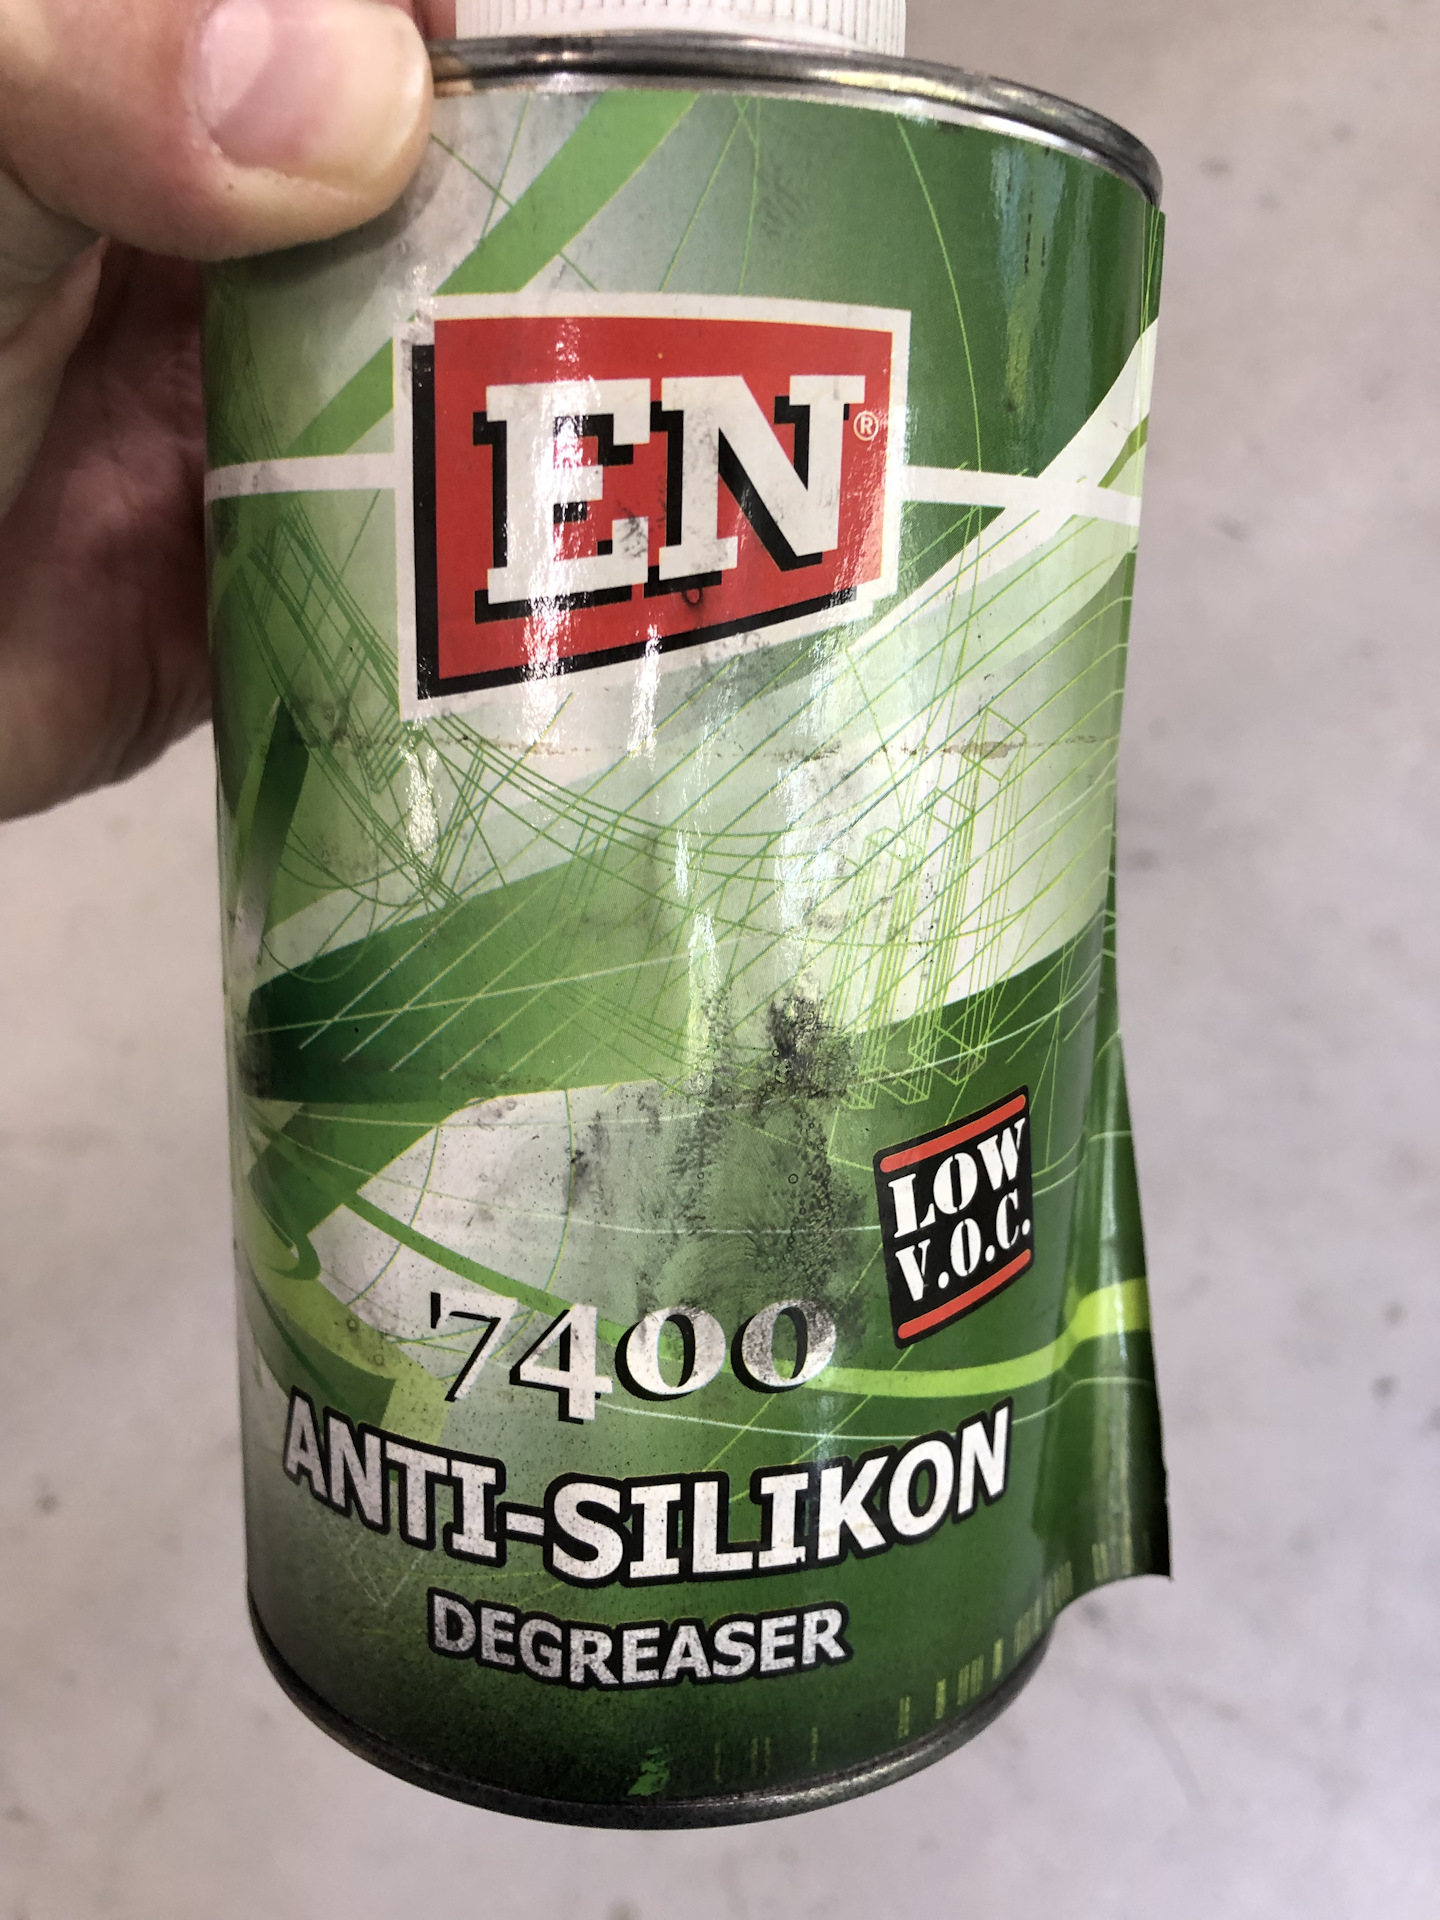 EN®
LOW
V.O.C.
7400
ANTI-SILIKON
DEGREASER